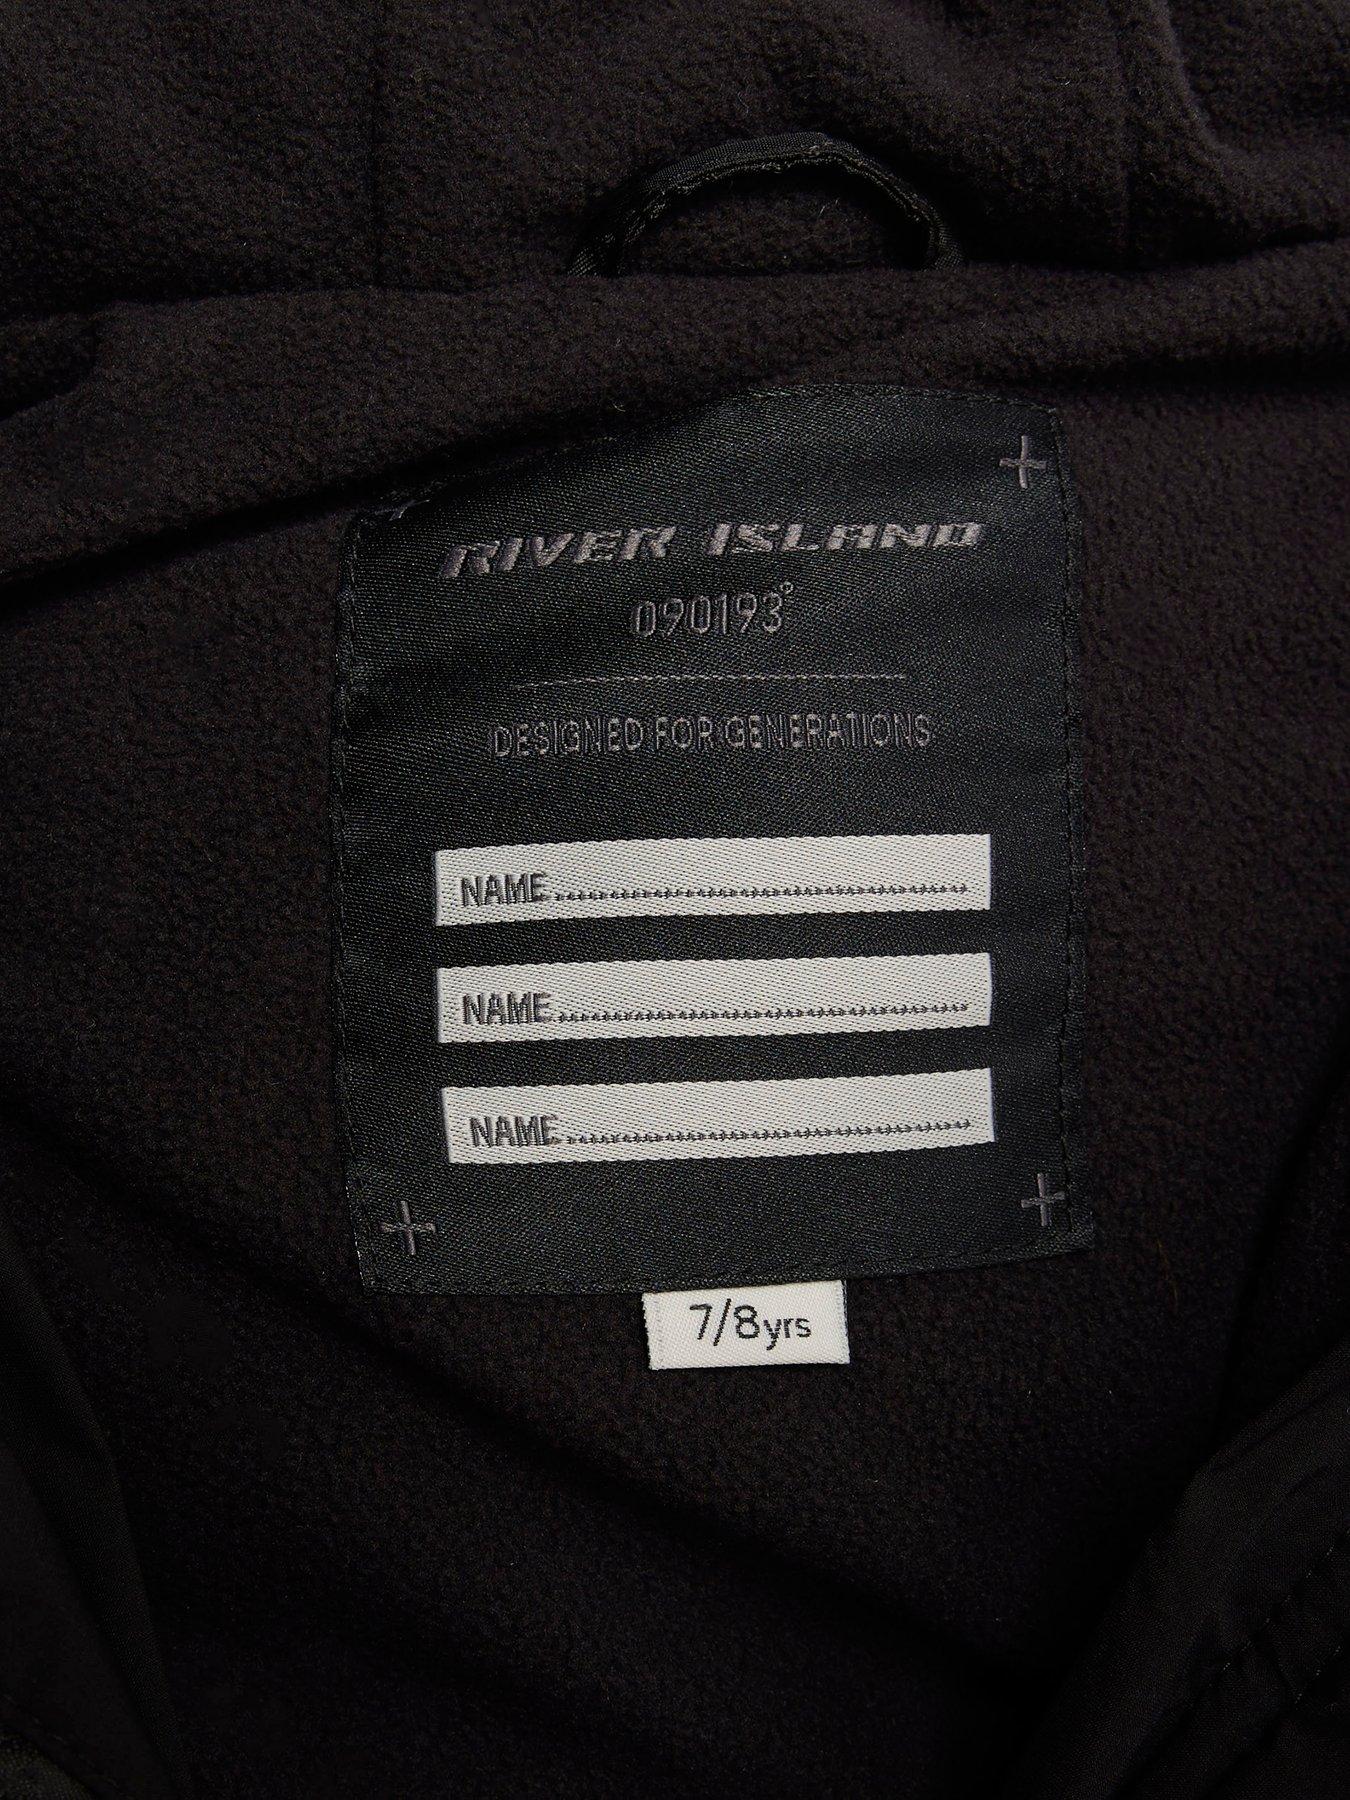 RIVER ISLAND
090193°
DESIGNED FOR GENERATIONS
NAME........................................
NAME........................................
NAME........................................
7/8yrs